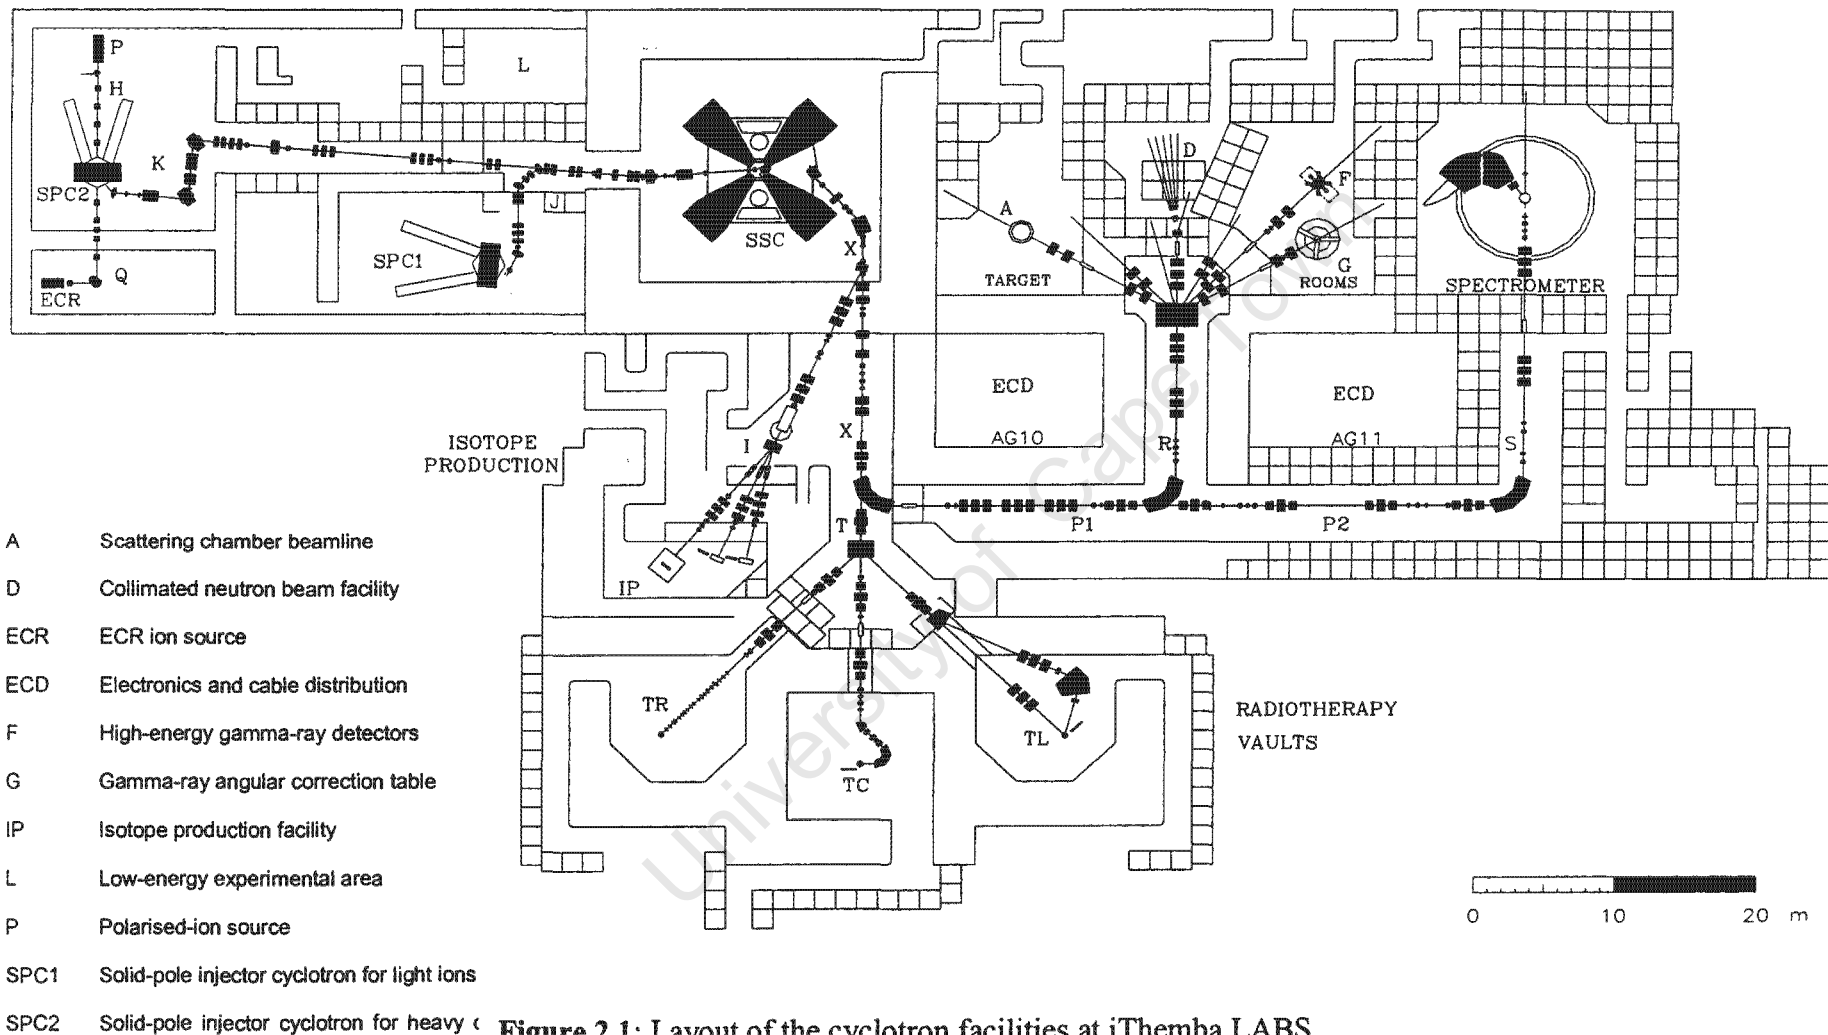 P
H
L
K
SPC2
J
SPC1
Q
ECR
SSC
X
A
D
F
G
TARGET
ROOMS
SPECTROMETER
ECD
ECD
AG10
AG11
X
R
S
I
ISOTOPE
PRODUCTION
T
P1
P2
IP
TR
TL
TC
RADIOTHERAPY
VAULTS
0 10 20 m
A Scattering chamber beamline
D Collimated neutron beam facility
ECR ECR ion source
ECD Electronics and cable distribution
F High-energy gamma-ray detectors
G Gamma-ray angular correction table
IP Isotope production facility
L Low-energy experimental area
P Polarised-ion source
SPC1 Solid-pole injector cyclotron for light ions
SPC2 Solid-pole injector cyclotron for heavy
Figure 2.1: Layout of the cyclotron facilities at iThemba LABS
University of Cape Town